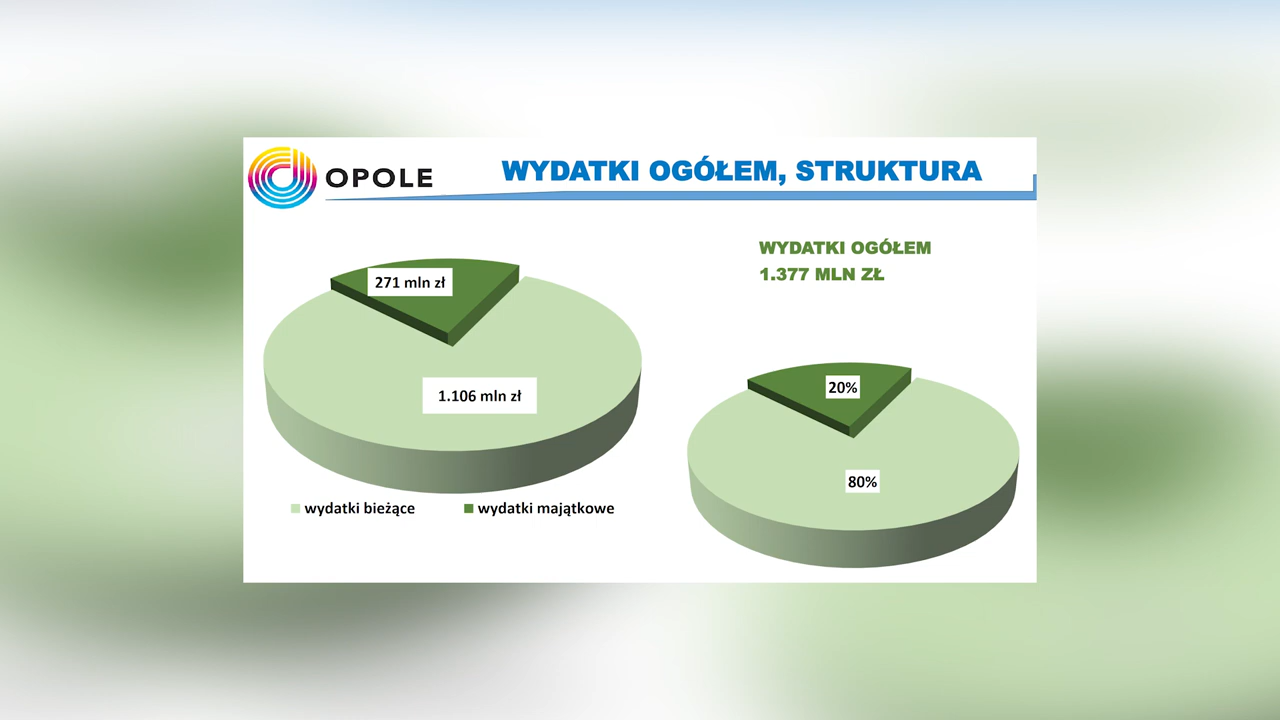 OPOLE
WYDATKI OGÓŁEM, STRUKTURA
WYDATKI OGÓŁEM
1.377 MLN ZŁ
271 mln zł
1.106 mln zł
wydatki bieżące
wydatki majątkowe
20%
80%